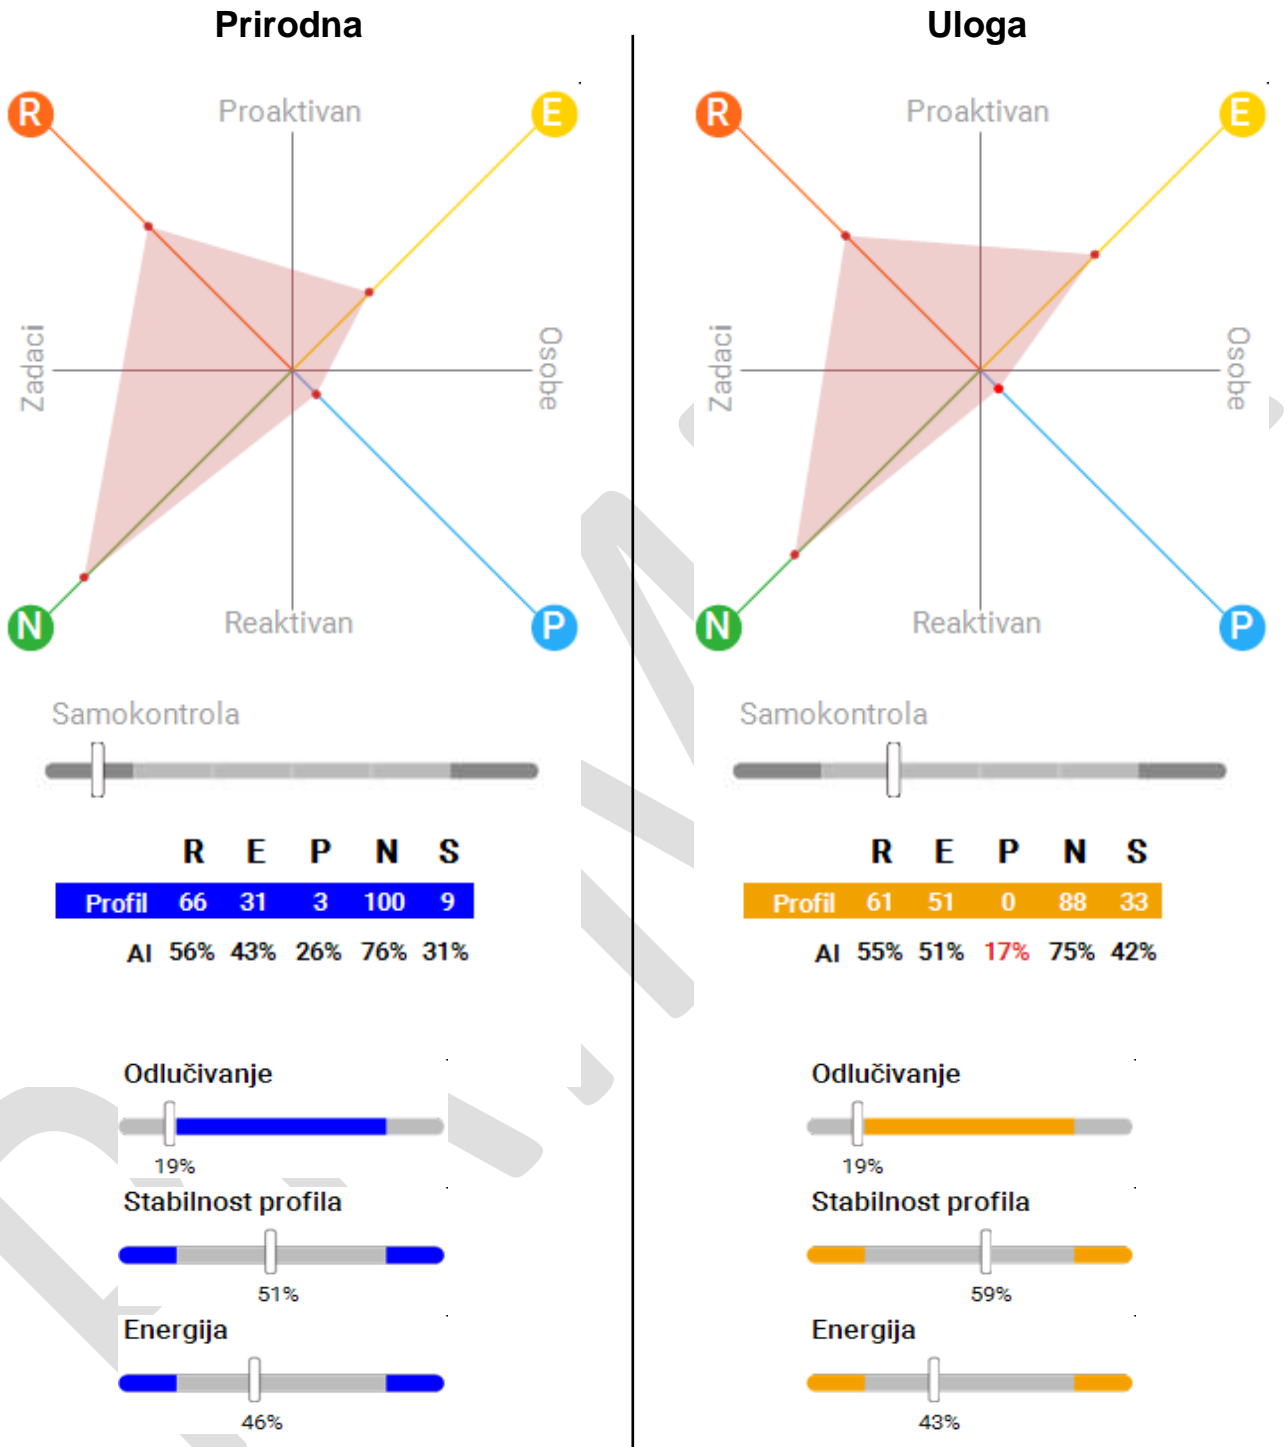 Prirodna
R
E
Proaktivan
Zadaci
Osobe
N
P
Reaktivan
Samokontrola
R E P N S
Profil 66 31 3 100 9
AI 56% 43% 26% 76% 31%
Odlučivanje
19%
Stabilnost profila
51%
Energija
46%
Uloga
R
E
Proaktivan
Zadaci
Osobe
N
P
Reaktivan
Samokontrola
R E P N S
Profil 61 51 0 88 33
AI 55% 51% 17% 75% 42%
Odlučivanje
19%
Stabilnost profila
59%
Energija
43%